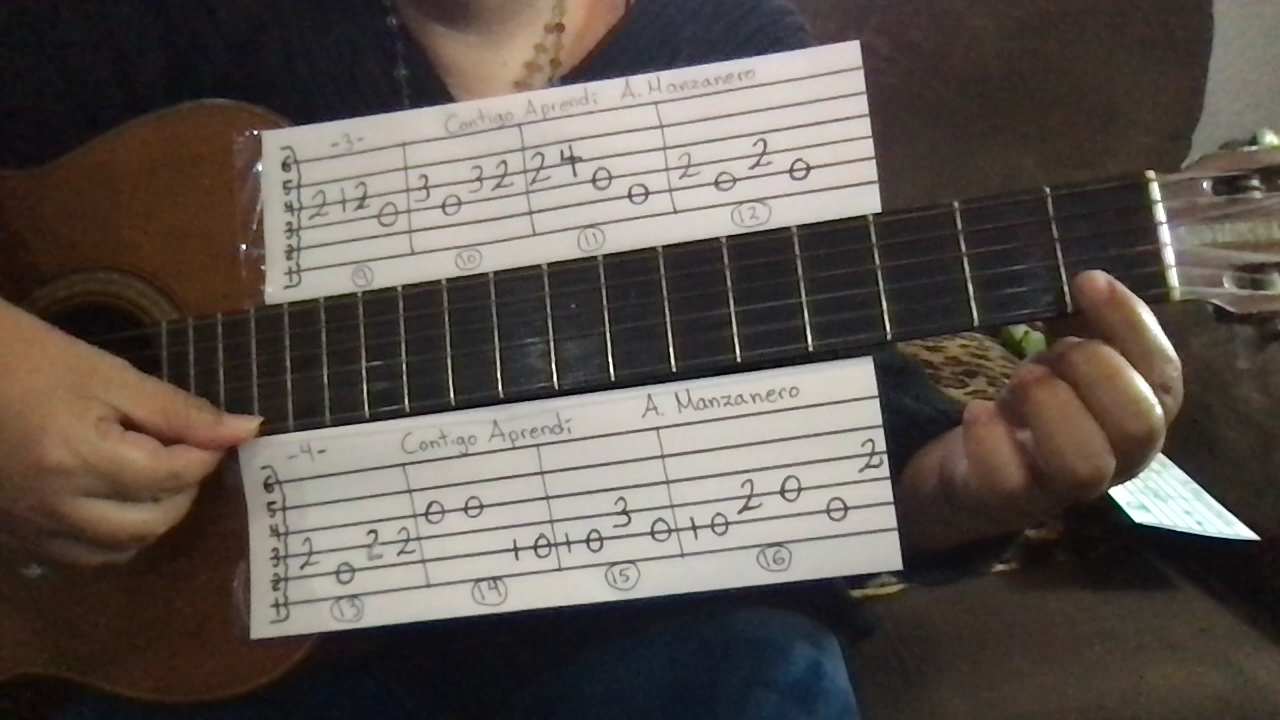 -3- Contigo Aprendi A. Manzanero
6
5
4
3
2
1
2 1 2 0 3 0 3 2 2 4 0 0 2 0 2 0
9 10 11 12
-4- Contigo Aprendi A. Manzanero
6
5
4
3
2
1
2 0 2 2 0 0 1 0 1 0 3 0 1 0 2 0 0 2
13 14 15 16